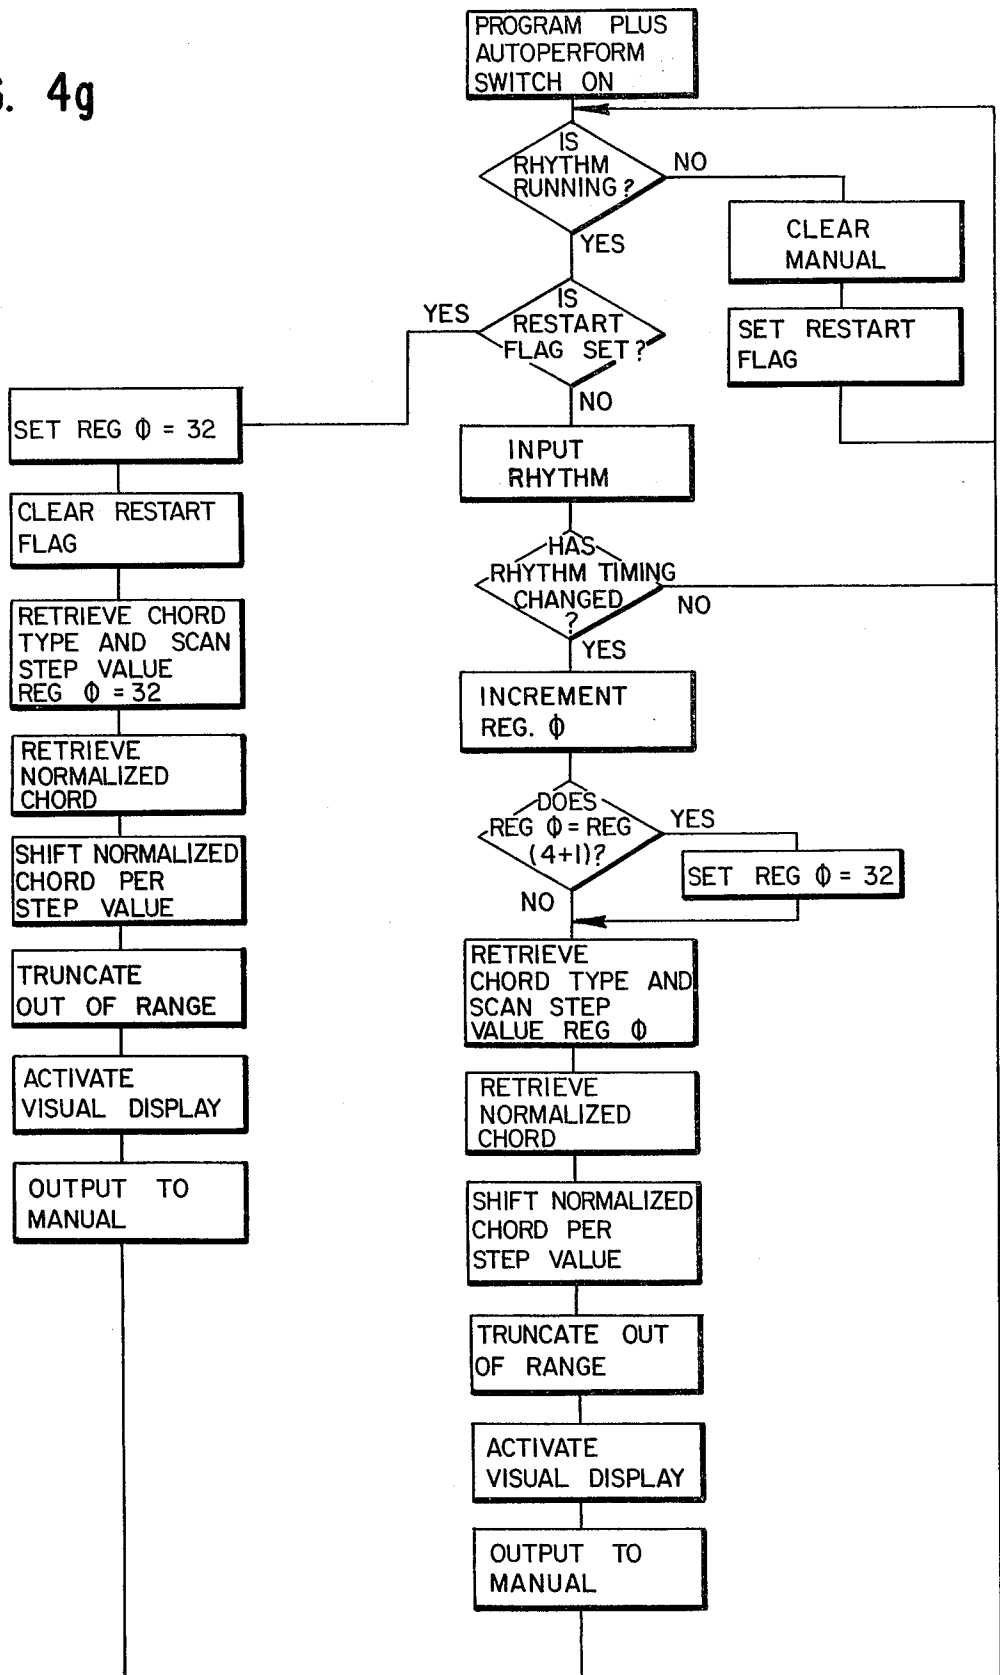 . 4g
PROGRAM PLUS
AUTOPERFORM
SWITCH ON
IS
RHYTHM
RUNNING?
NO
YES
CLEAR
MANUAL
SET RESTART
FLAG
IS
RESTART
FLAG SET?
YES
NO
SET REG Φ = 32
CLEAR RESTART
FLAG
RETRIEVE CHORD
TYPE AND SCAN
STEP VALUE
REG Φ = 32
RETRIEVE
NORMALIZED
CHORD
SHIFT NORMALIZED
CHORD PER
STEP VALUE
TRUNCATE
OUT OF RANGE
ACTIVATE
VISUAL DISPLAY
OUTPUT TO
MANUAL
INPUT
RHYTHM
HAS
RHYTHM TIMING
CHANGED
?
NO
YES
INCREMENT
REG. Φ
DOES
REG Φ = REG
(4+1)?
YES
NO
SET REG Φ = 32
RETRIEVE
CHORD TYPE AND
SCAN STEP
VALUE REG Φ
RETRIEVE
NORMALIZED
CHORD
SHIFT NORMALIZED
CHORD PER
STEP VALUE
TRUNCATE OUT
OF RANGE
ACTIVATE
VISUAL DISPLAY
OUTPUT TO
MANUAL